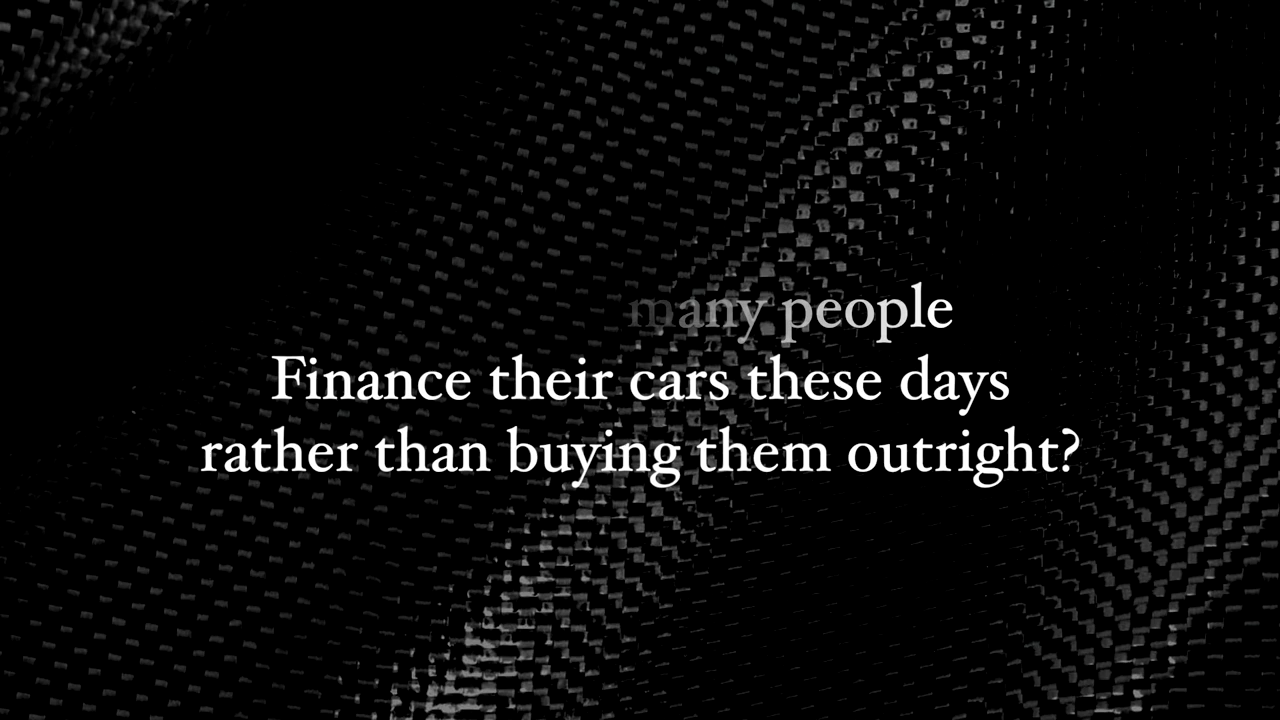 many people
Finance their cars these days
rather than buying them outright?